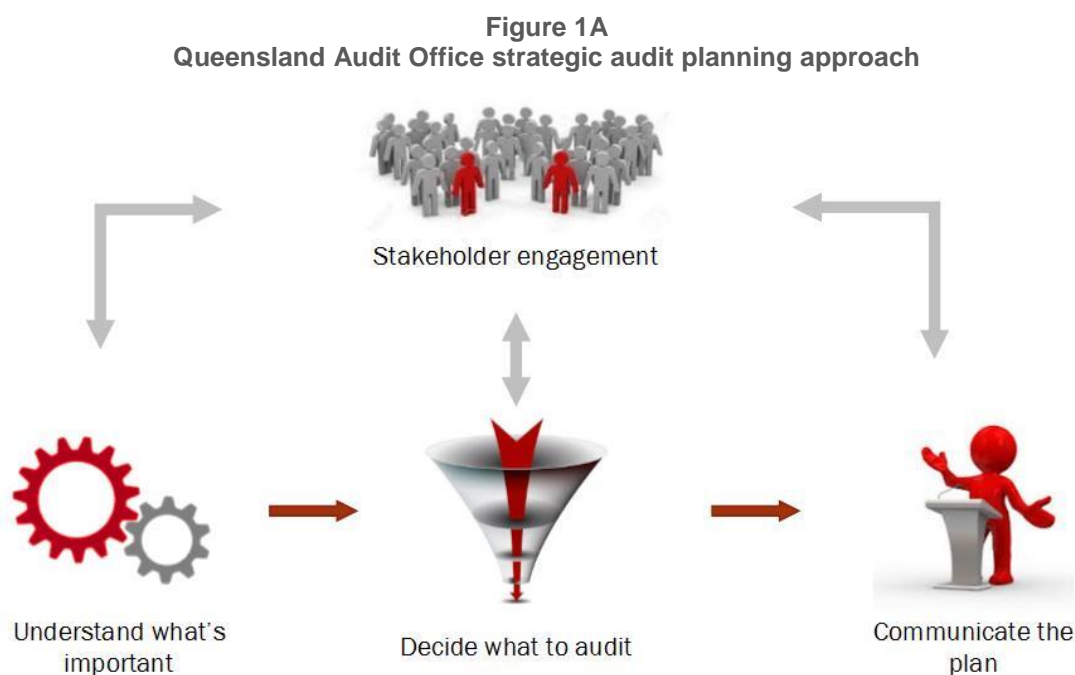 Figure 1A
Queensland Audit Office strategic audit planning approach
Stakeholder engagement
Understand what's
important
Decide what to audit
Communicate the
plan